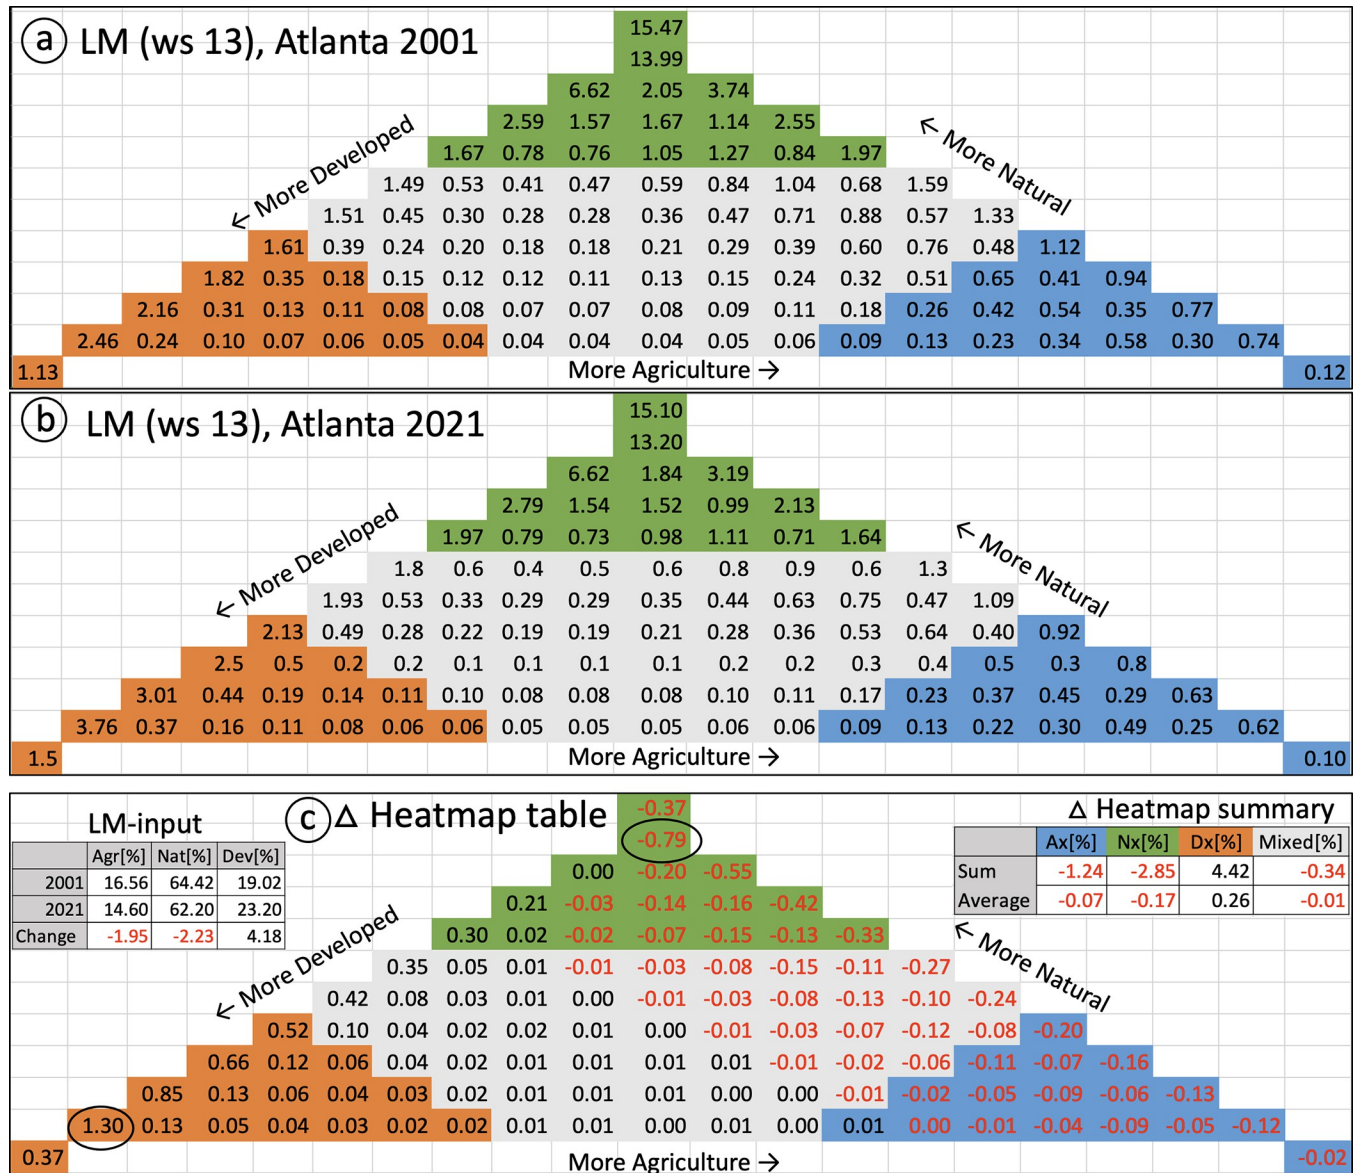 a LM (ws 13), Atlanta 2001
15.47
13.99
6.62 2.05 3.74
2.59 1.57 1.67 1.14 2.55
← More Developed
← More Natural
1.67 0.78 0.76 1.05 1.27 0.84 1.97
1.49 0.53 0.41 0.47 0.59 0.84 1.04 0.68 1.59
1.51 0.45 0.30 0.28 0.28 0.36 0.47 0.71 0.88 0.57 1.33
1.61 0.39 0.24 0.20 0.18 0.18 0.21 0.29 0.39 0.60 0.76 0.48 1.12
1.82 0.35 0.18 0.15 0.12 0.12 0.11 0.13 0.15 0.24 0.32 0.51 0.65 0.41 0.94
2.16 0.31 0.13 0.11 0.08 0.08 0.07 0.07 0.08 0.09 0.11 0.18 0.26 0.42 0.54 0.35 0.77
2.46 0.24 0.10 0.07 0.06 0.05 0.04 0.04 0.04 0.04 0.05 0.06 0.09 0.13 0.23 0.34 0.58 0.30 0.74
1.13 More Agriculture → 0.12
b LM (ws 13), Atlanta 2021
15.10
13.20
6.62 1.84 3.19
2.79 1.54 1.52 0.99 2.13
← More Developed
← More Natural
1.97 0.79 0.73 0.98 1.11 0.71 1.64
1.8 0.6 0.4 0.5 0.6 0.8 0.9 0.6 1.3
1.93 0.53 0.33 0.29 0.29 0.35 0.44 0.63 0.75 0.47 1.09
2.13 0.49 0.28 0.22 0.19 0.19 0.21 0.28 0.36 0.53 0.64 0.40 0.92
2.5 0.5 0.2 0.2 0.1 0.1 0.1 0.1 0.2 0.2 0.3 0.4 0.5 0.3 0.8
3.01 0.44 0.19 0.14 0.11 0.10 0.08 0.08 0.08 0.10 0.11 0.17 0.23 0.37 0.45 0.29 0.63
3.76 0.37 0.16 0.11 0.08 0.06 0.06 0.05 0.05 0.05 0.06 0.06 0.09 0.13 0.22 0.30 0.49 0.25 0.62
1.5 More Agriculture → 0.10
c Δ Heatmap table
LM-input
Agr[%] Nat[%] Dev[%]
2001 16.56 64.42 19.02
2021 14.60 62.20 23.20
Change -1.95 -2.23 4.18
Δ Heatmap summary
Ax[%] Nx[%] Dx[%] Mixed[%]
Sum -1.24 -2.85 4.42 -0.34
Average -0.07 -0.17 0.26 -0.01
-0.37
-0.79
0.00 -0.20 -0.55
0.21 -0.03 -0.14 -0.16 -0.42
← More Developed
← More Natural
0.30 0.02 -0.02 -0.07 -0.15 -0.13 -0.33
0.35 0.05 0.01 -0.01 -0.03 -0.08 -0.15 -0.11 -0.27
0.42 0.08 0.03 0.01 0.00 -0.01 -0.03 -0.08 -0.13 -0.10 -0.24
0.52 0.10 0.04 0.02 0.02 0.01 0.00 -0.01 -0.03 -0.07 -0.12 -0.08 -0.20
0.66 0.12 0.06 0.04 0.02 0.01 0.01 0.01 0.01 -0.01 -0.02 -0.06 -0.11 -0.07 -0.16
0.85 0.13 0.06 0.04 0.03 0.02 0.01 0.01 0.01 0.00 0.00 -0.01 -0.02 -0.05 -0.09 -0.06 -0.13
1.30 0.13 0.05 0.04 0.03 0.02 0.02 0.01 0.01 0.00 0.01 0.00 0.01 0.00 -0.01 -0.04 -0.09 -0.05 -0.12
0.37 More Agriculture → -0.02